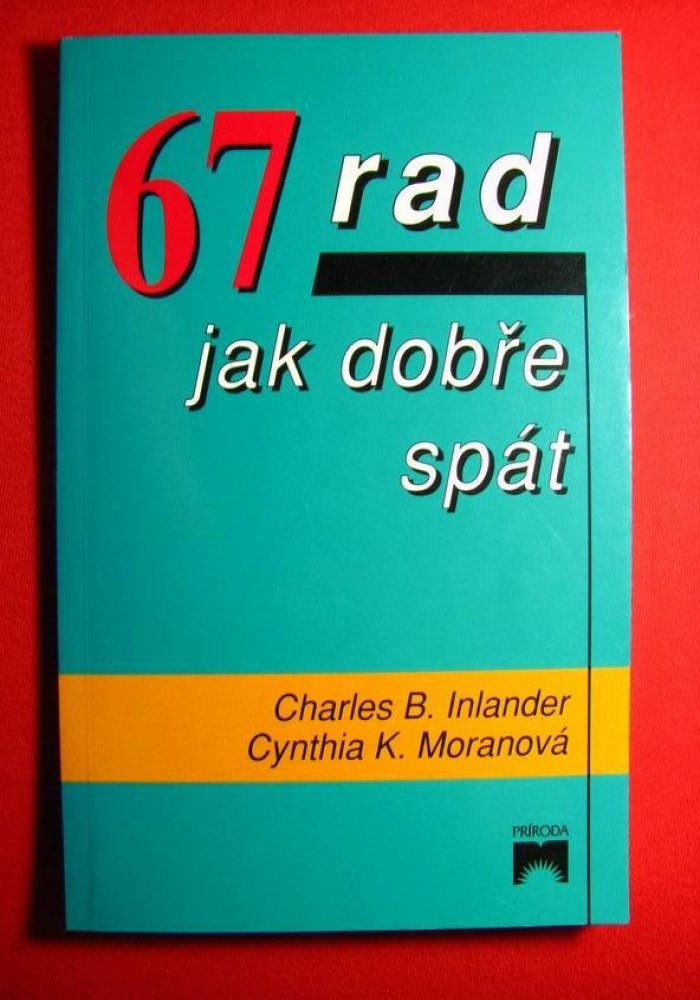 67 rad
jak dobře
spát
Charles B. Inlander
Cynthia K. Moranová
PRÍRODA